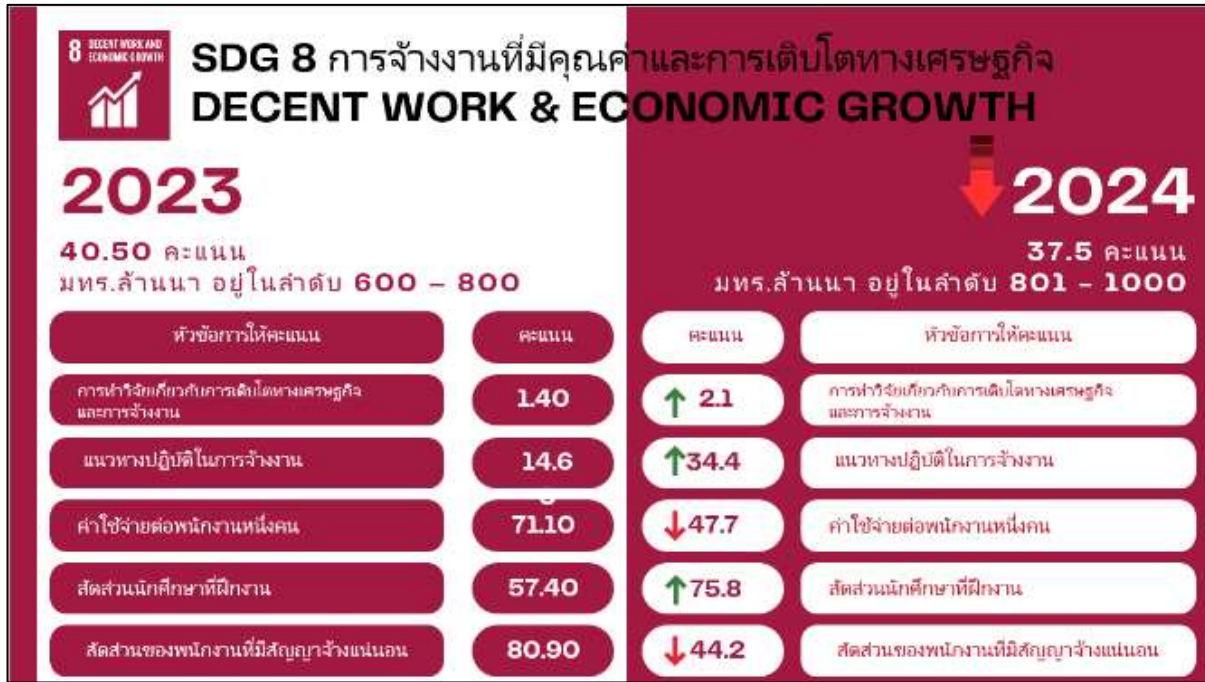 8 DECENT WORK AND
ECONOMIC GROWTH
SDG 8 การจ้างงานที่มีคุณค่าและการเติบโตทางเศรษฐกิจ
DECENT WORK & ECONOMIC GROWTH
2023
40.50 คะแนน
มทร.ล้านนา อยู่ในลำดับ 600 – 800
2024
37.5 คะแนน
มทร.ล้านนา อยู่ในลำดับ 801 – 1000
หัวข้อการให้คะแนน คะแนน คะแนน หัวข้อการให้คะแนน
การทำวิจัยเกี่ยวกับการเติบโตทางเศรษฐกิจ
และการจ้างงาน
1.40 ↑ 2.1
การทำวิจัยเกี่ยวกับการเติบโตทางเศรษฐกิจ
และการจ้างงาน
แนวทางปฏิบัติในการจ้างงาน 14.6 ↑34.4 แนวทางปฏิบัติในการจ้างงาน
ค่าใช้จ่ายต่อพนักงานหนึ่งคน 71.10 ↓47.7 ค่าใช้จ่ายต่อพนักงานหนึ่งคน
สัดส่วนนักศึกษาที่ฝึกงาน 57.40 ↑75.8 สัดส่วนนักศึกษาที่ฝึกงาน
สัดส่วนของพนักงานที่มีสัญญาจ้างแน่นอน 80.90 ↓44.2 สัดส่วนของพนักงานที่มีสัญญาจ้างแน่นอน